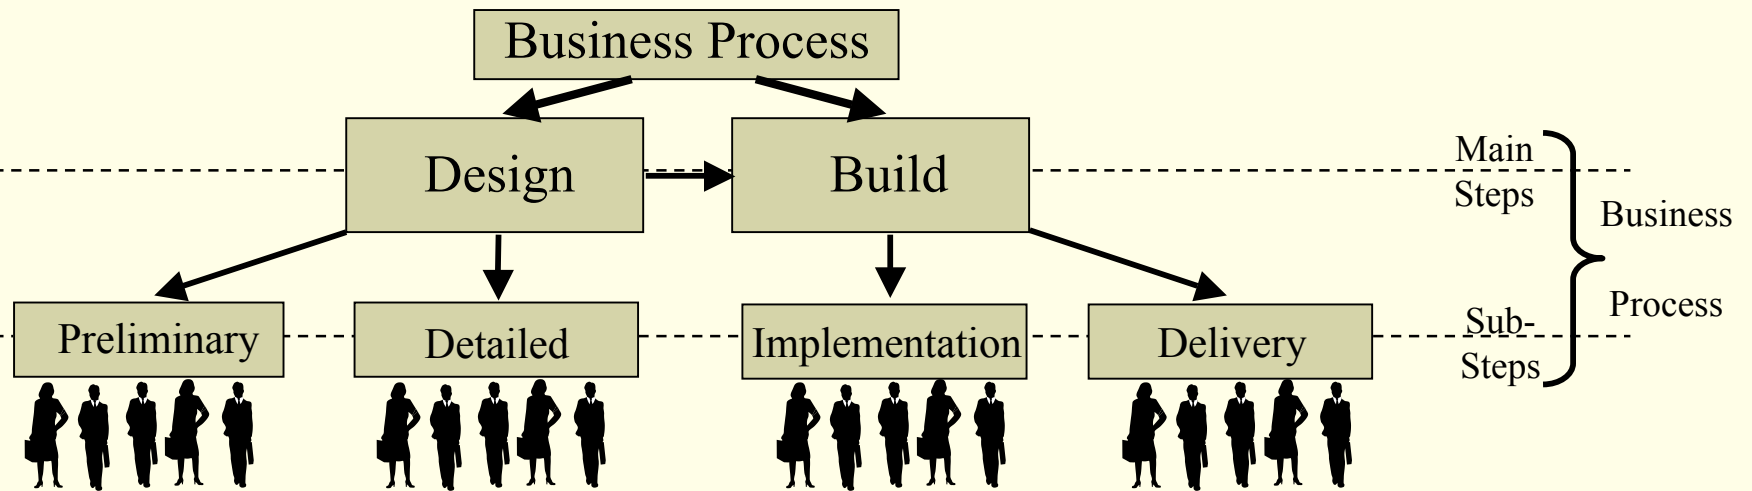 Business Process
Design
Build
Main
Steps
Business
Process
Preliminary
Detailed
Implementation
Delivery
Sub-
Steps